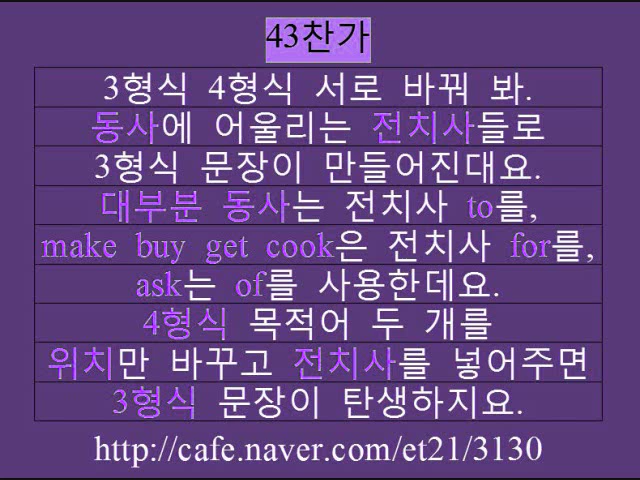 43찬가
3형식 4형식 서로 바꿔 봐.
동사에 어울리는 전치사들로
3형식 문장이 만들어진대요.
대부분 동사는 전치사 to를,
make buy get cook은 전치사 for를,
ask는 of를 사용한데요.
4형식 목적어 두 개를
위치만 바꾸고 전치사를 넣어주면
3형식 문장이 탄생하지요.
http://cafe.naver.com/et21/3130